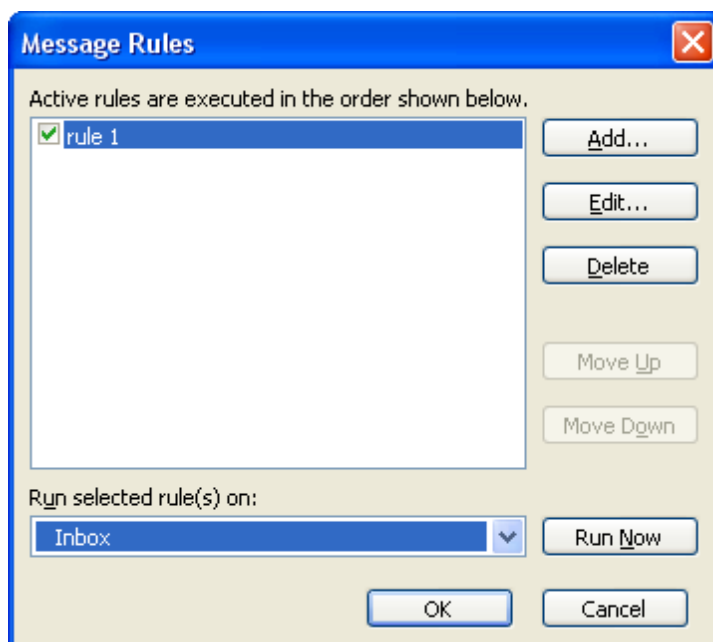 Message Rules
Active rules are executed in the order shown below.
rule 1
Add...
Edit...
Delete
Move Up
Move Down
Run selected rule(s) on:
Inbox
Run Now
OK
Cancel